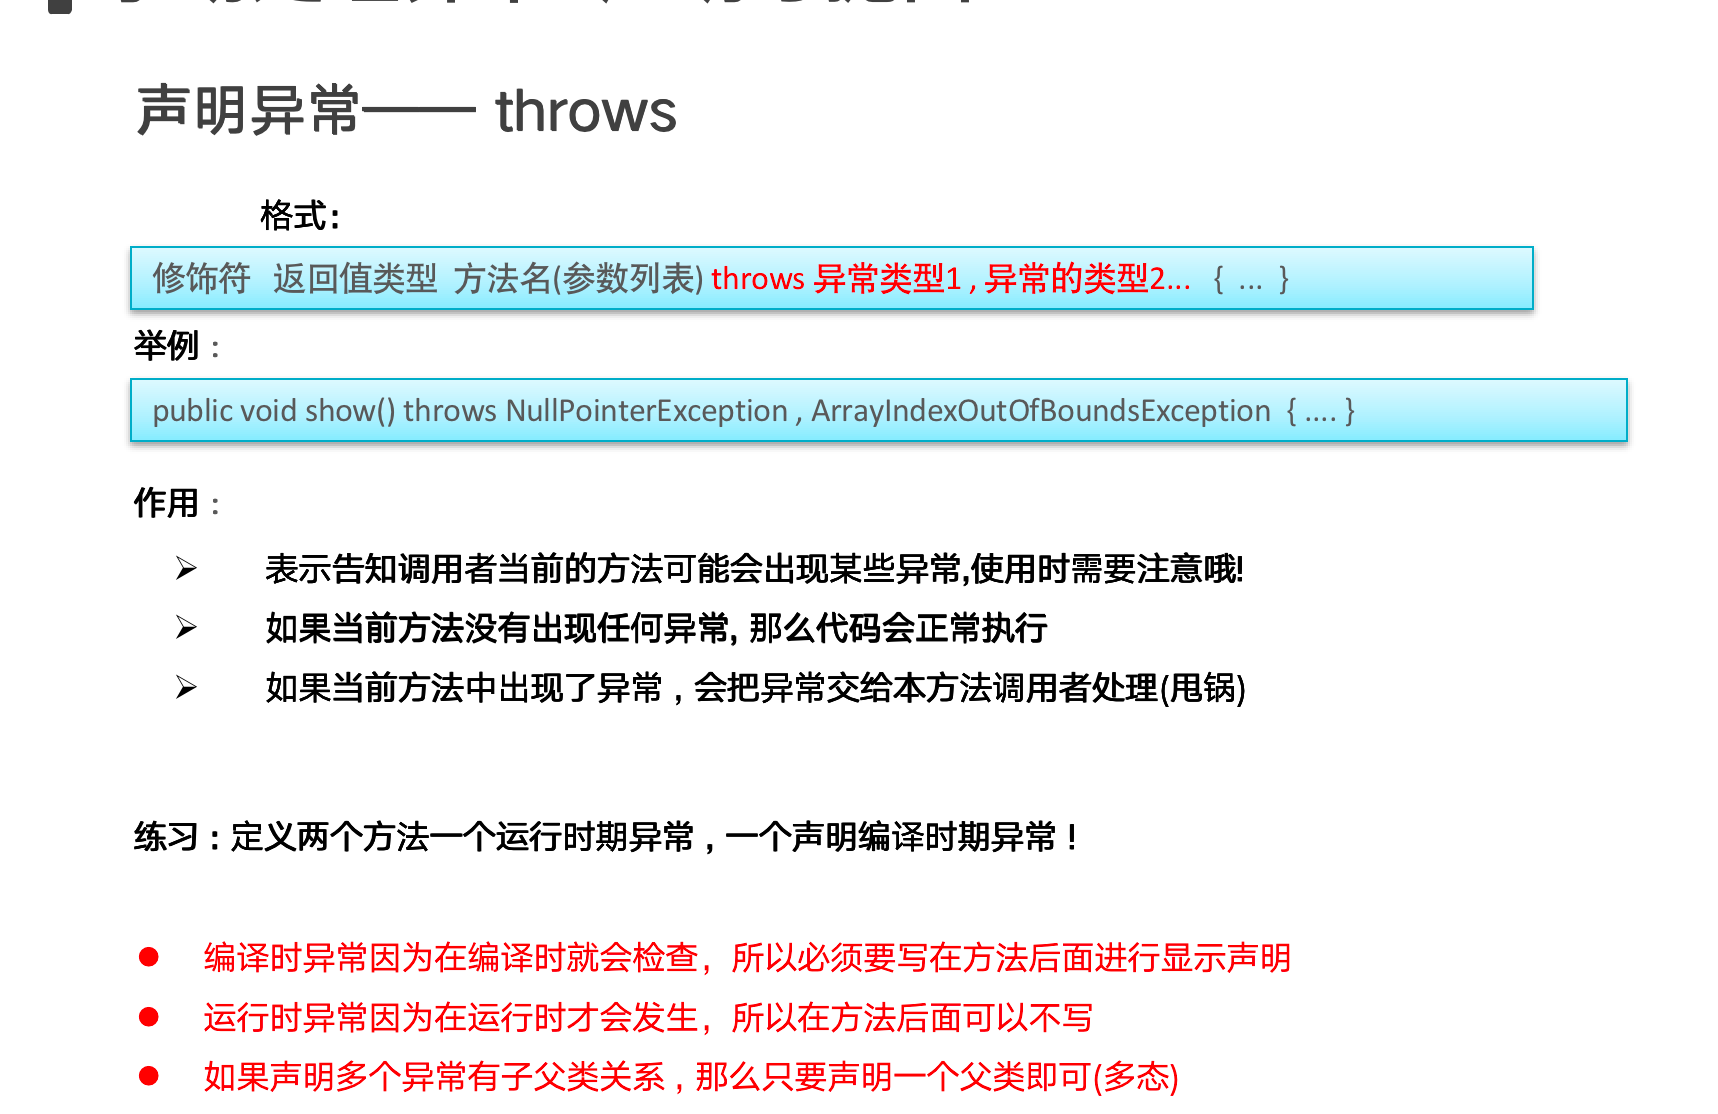 声明异常—— throws
格式:
修饰符 返回值类型 方法名(参数列表) throws 异常类型1 , 异常的类型2... { ... }
举例 :
public void show() throws NullPointerException , ArrayIndexOutOfBoundsException { .... }
作用 :
➢ 表示告知调用者当前的方法可能会出现某些异常,使用时需要注意哦!
➢ 如果当前方法没有出现任何异常, 那么代码会正常执行
➢ 如果当前方法中出现了异常 , 会把异常交给本方法调用者处理(甩锅)
练习 : 定义两个方法一个运行时期异常 , 一个声明编译时期异常 !
● 编译时异常因为在编译时就会检查，所以必须要写在方法后面进行显示声明
● 运行时异常因为在运行时才会发生，所以在方法后面可以不写
● 如果声明多个异常有子父类关系 , 那么只要声明一个父类即可(多态)